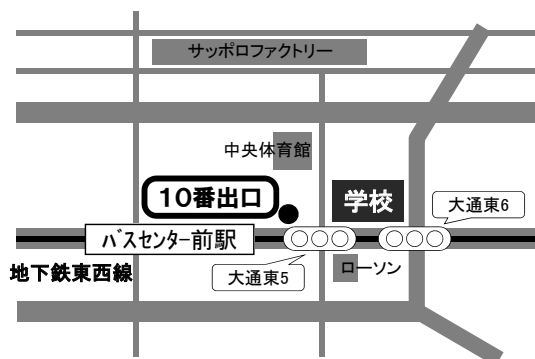 サッポロファクトリー
中央体育館
10番出口
学校
大通東6
バスセンター前駅
地下鉄東西線
大通東5
ローソン